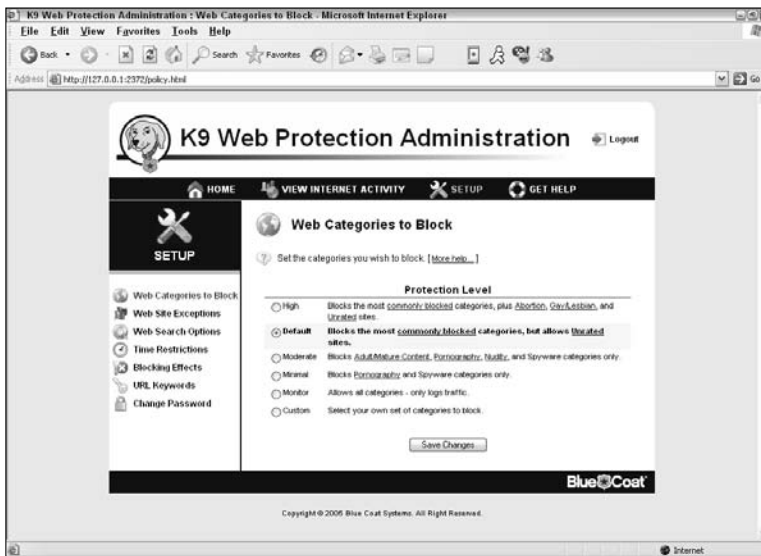 K9 Web Protection Administration : Web Categories to Block - Microsoft Internet Explorer
File Edit View Favorites Tools Help
Back Search Favorites
Address http://127.0.0.1:2372/policy.html Go
K9 Web Protection Administration Logout
HOME VIEW INTERNET ACTIVITY SETUP GET HELP
SETUP
Web Categories to Block
Web Site Exceptions
Web Search Options
Time Restrictions
Blocking Effects
URL Keywords
Change Password
Web Categories to Block
Set the categories you wish to block. [More help...]
Protection Level
High Blocks the most commonly blocked categories, plus Abortion, Gay/Lesbian, and
Unrated sites.
Default Blocks the most commonly blocked categories, but allows Unrated
sites.
Moderate Blocks Adult/Mature Content, Pornography, Nudity, and Spyware categories only.
Minimal Blocks Pornography and Spyware categories only.
Monitor Allows all categories - only logs traffic.
Custom Select your own set of categories to block.
Save Changes
Blue Coat
Copyright © 2006 Blue Coat Systems. All Right Reserved.
Internet